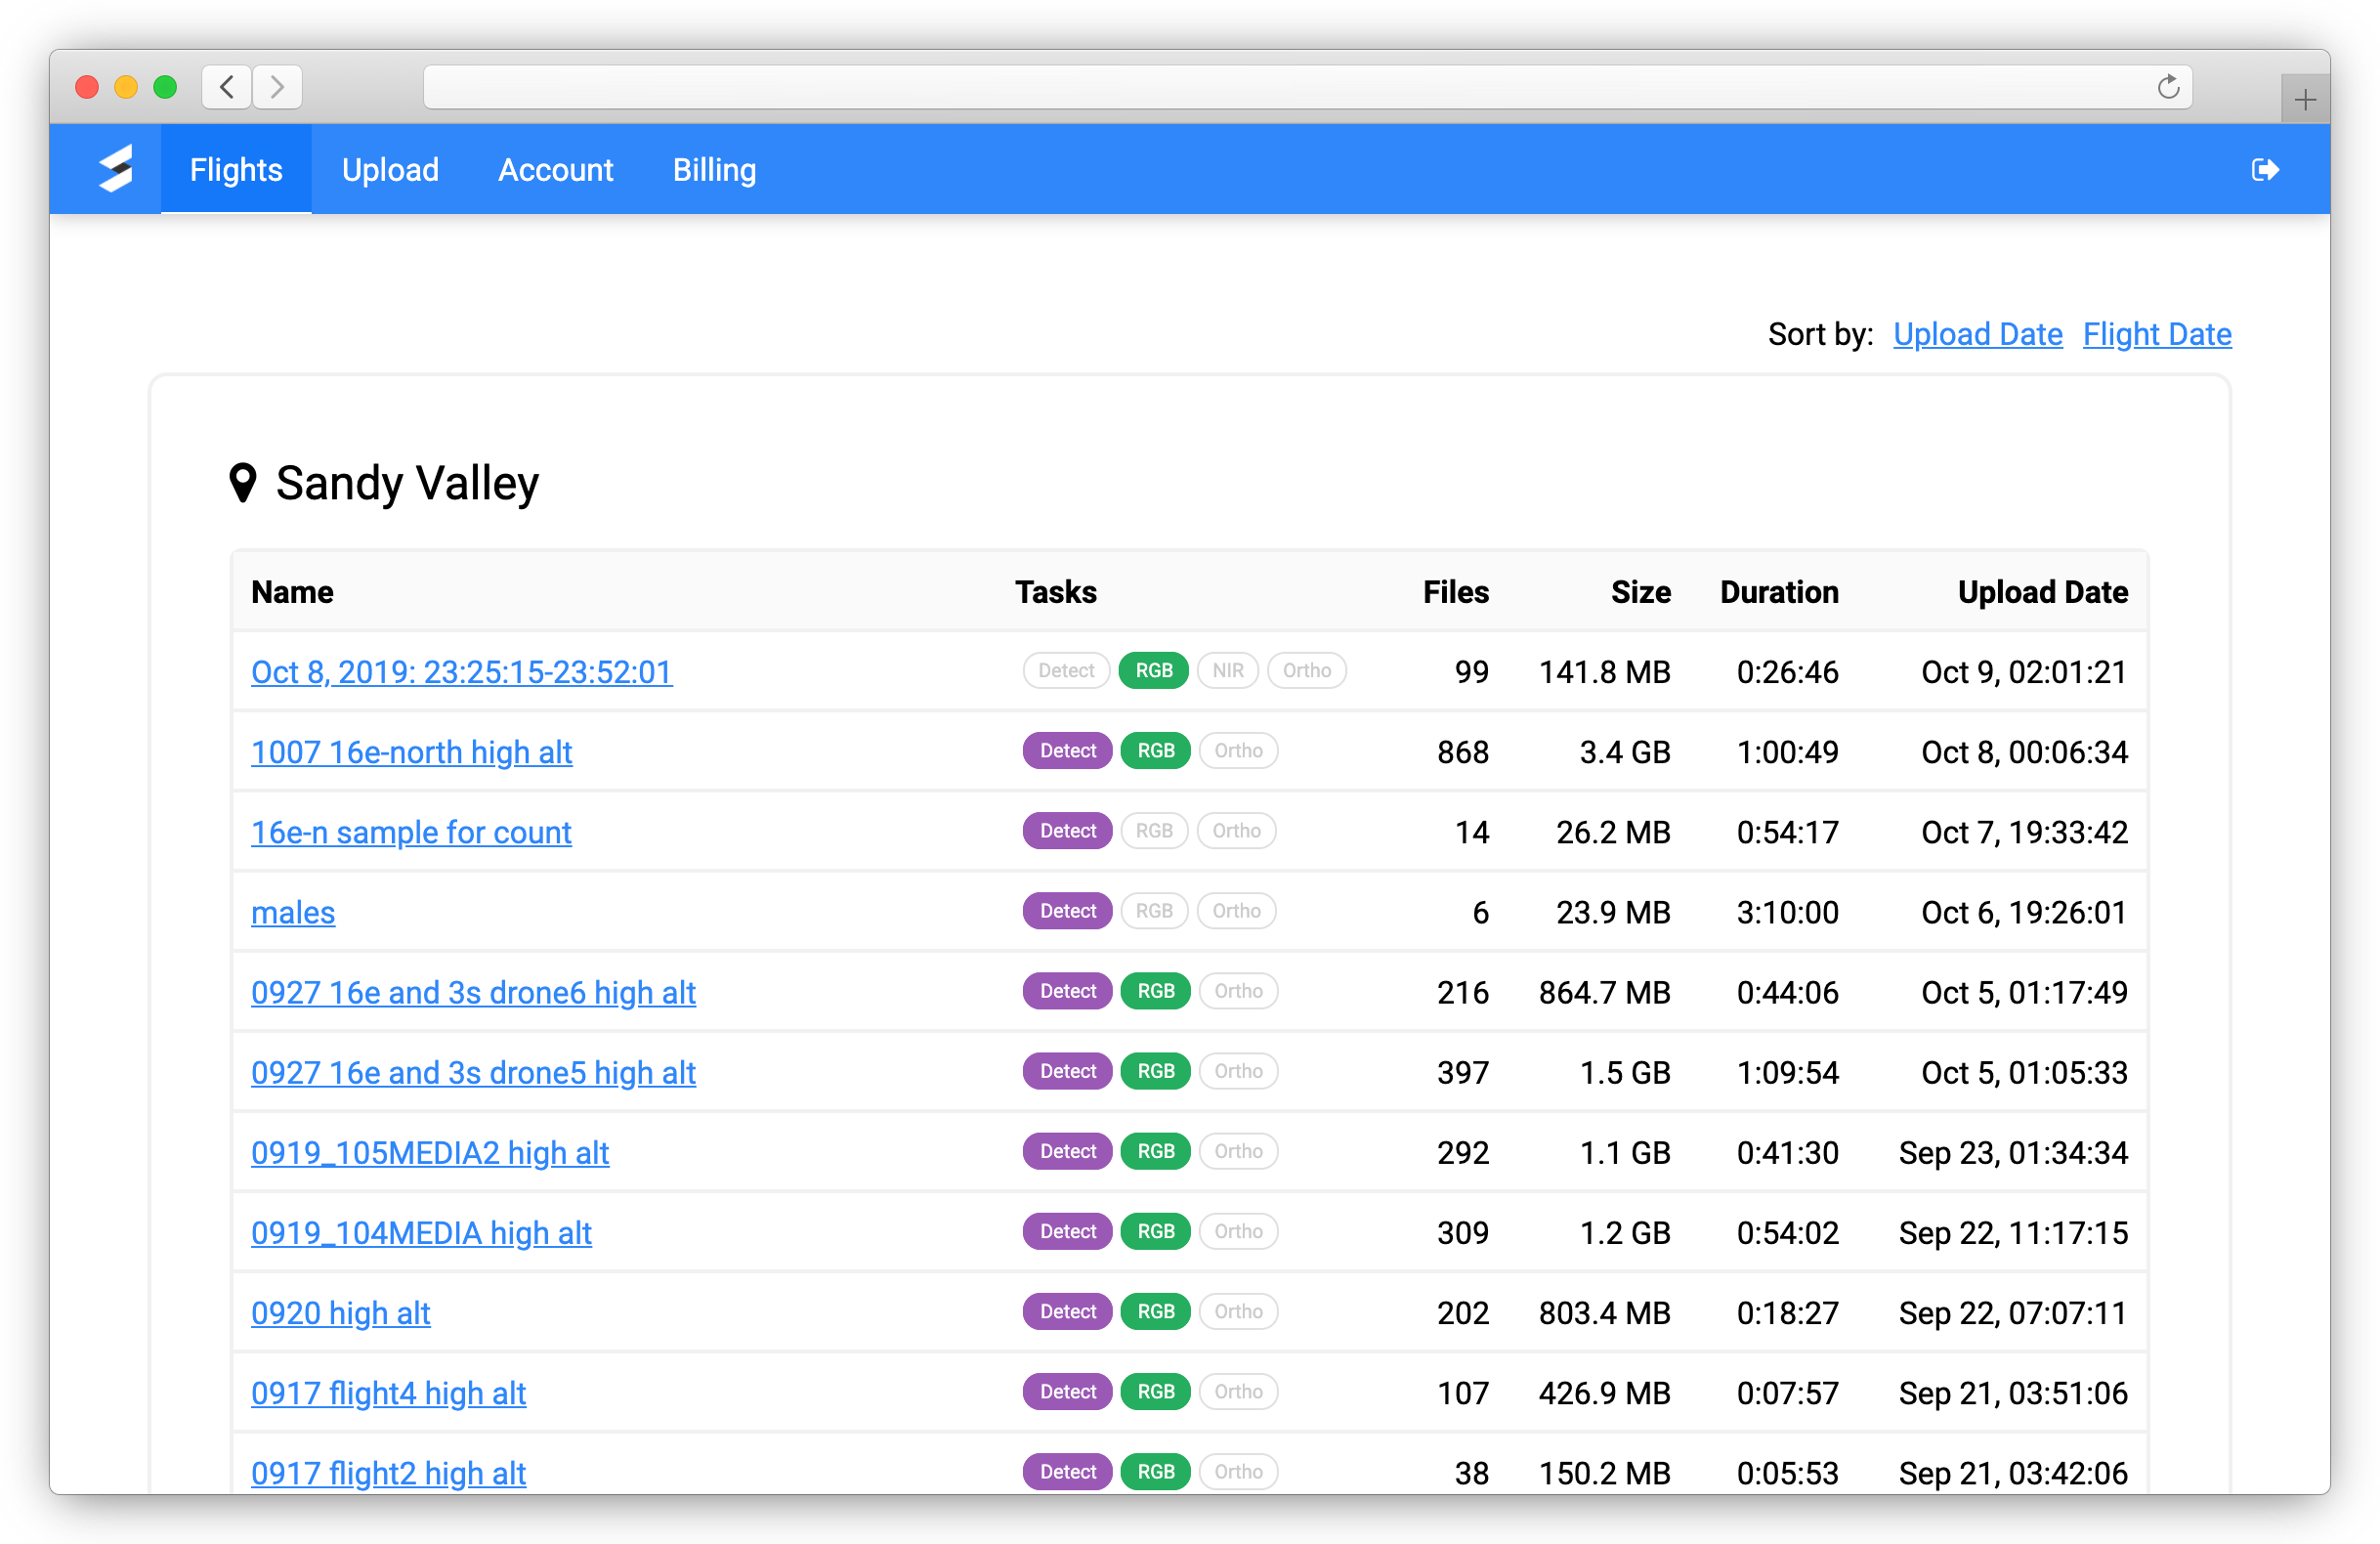 Flights Upload Account Billing
Sort by: Upload Date Flight Date
Sandy Valley
Name Tasks Files Size Duration Upload Date
Oct 8, 2019: 23:25:15-23:52:01 Detect RGB NIR Ortho 99 141.8 MB 0:26:46 Oct 9, 02:01:21
1007 16e-north high alt Detect RGB Ortho 868 3.4 GB 1:00:49 Oct 8, 00:06:34
16e-n sample for count Detect RGB Ortho 14 26.2 MB 0:54:17 Oct 7, 19:33:42
males Detect RGB Ortho 6 23.9 MB 3:10:00 Oct 6, 19:26:01
0927 16e and 3s drone6 high alt Detect RGB Ortho 216 864.7 MB 0:44:06 Oct 5, 01:17:49
0927 16e and 3s drone5 high alt Detect RGB Ortho 397 1.5 GB 1:09:54 Oct 5, 01:05:33
0919_105MEDIA2 high alt Detect RGB Ortho 292 1.1 GB 0:41:30 Sep 23, 01:34:34
0919_104MEDIA high alt Detect RGB Ortho 309 1.2 GB 0:54:02 Sep 22, 11:17:15
0920 high alt Detect RGB Ortho 202 803.4 MB 0:18:27 Sep 22, 07:07:11
0917 flight4 high alt Detect RGB Ortho 107 426.9 MB 0:07:57 Sep 21, 03:51:06
0917 flight2 high alt Detect RGB Ortho 38 150.2 MB 0:05:53 Sep 21, 03:42:06